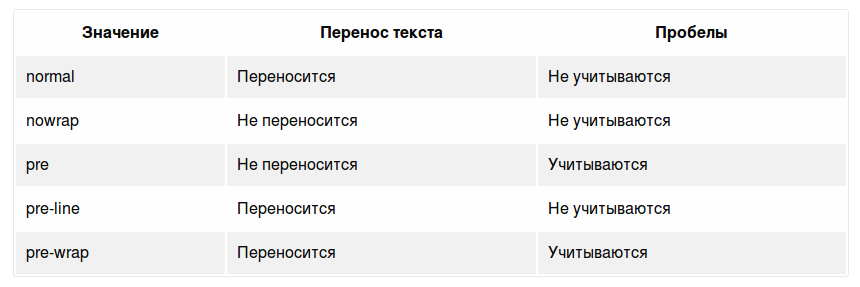 Значение Перенос текста Пробелы
normal Переносится Не учитываются
nowrap Не переносится Не учитываются
pre Не переносится Учитываются
pre-line Переносится Не учитываются
pre-wrap Переносится Учитываются